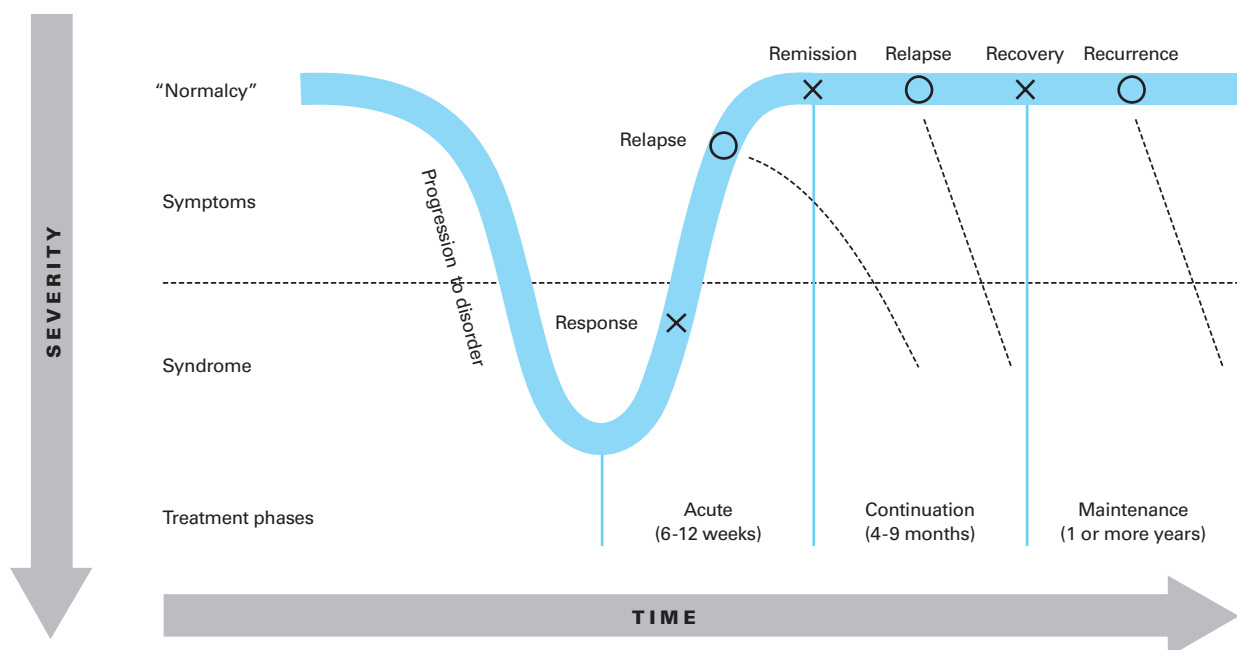 Remission
Relapse
Recovery
Recurrence
“Normalcy”
Relapse
Progression to disorder
Symptoms
SEVERITY
Response
Syndrome
Treatment phases
Acute
(6-12 weeks)
Continuation
(4-9 months)
Maintenance
(1 or more years)
TIME